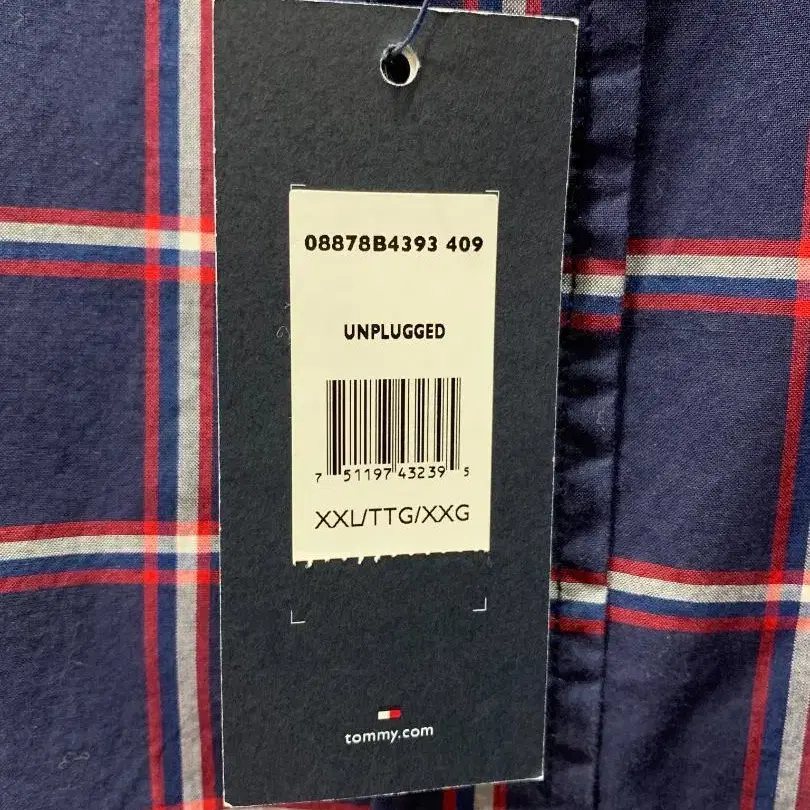 08878B4393 409
UNPLUGGED
7 51197 43239 5
XXL/TTG/XXG
tommy.com